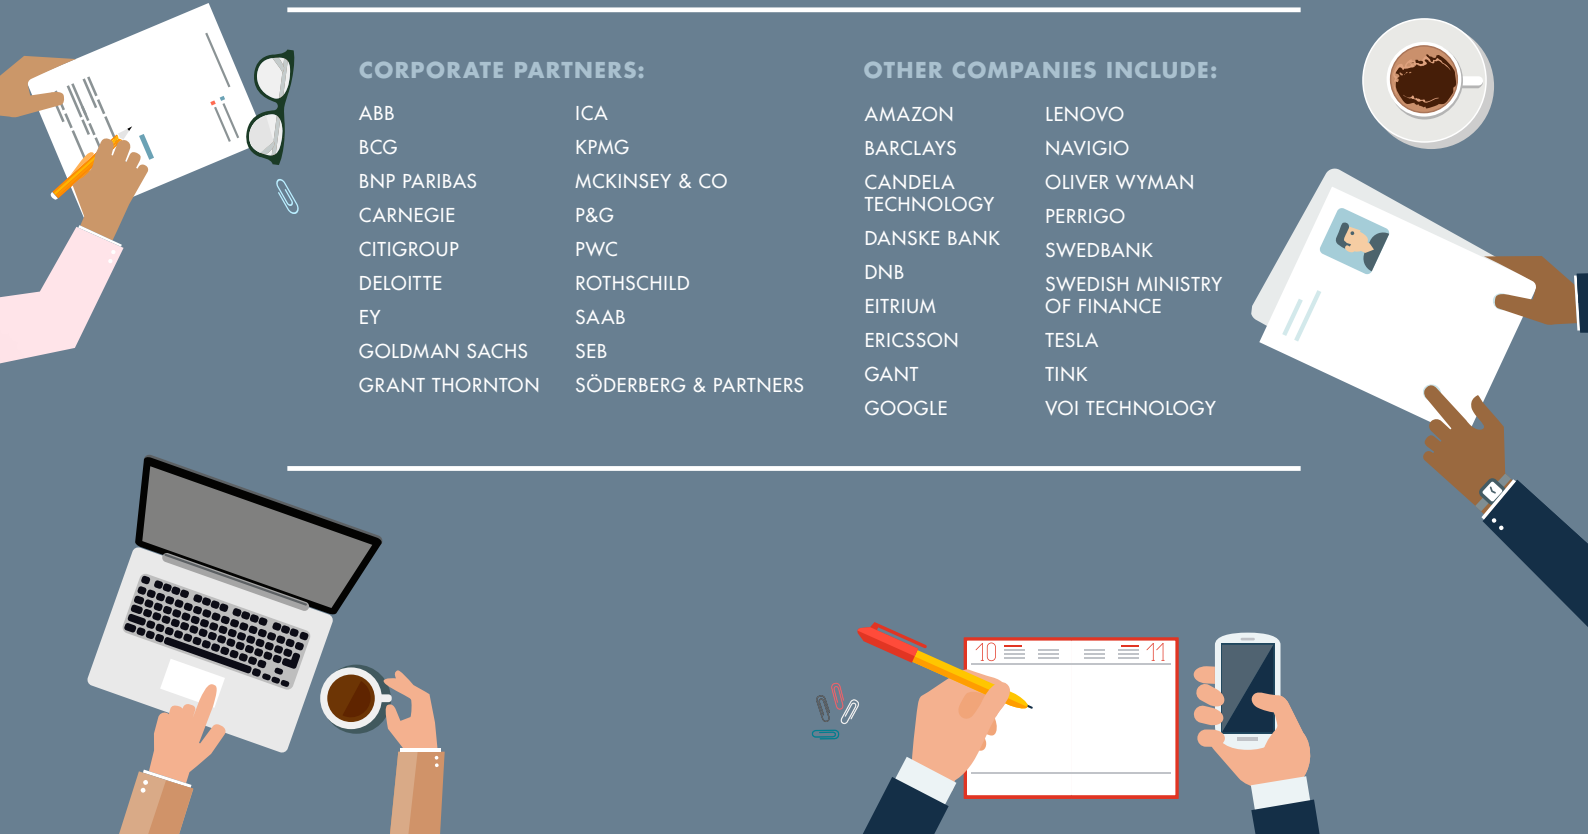 CORPORATE PARTNERS:
ABB
BCG
BNP PARIBAS
CARNEGIE
CITIGROUP
DELOITTE
EY
GOLDMAN SACHS
GRANT THORNTON
ICA
KPMG
MCKINSEY & CO
P&G
PWC
ROTHSCHILD
SAAB
SEB
SÖDERBERG & PARTNERS
OTHER COMPANIES INCLUDE:
AMAZON
BARCLAYS
CANDELA
TECHNOLOGY
DANSKE BANK
DNB
EITRIUM
ERICSSON
GANT
GOOGLE
LENOVO
NAVIGIO
OLIVER WYMAN
PERRIGO
SWEDBANK
SWEDISH MINISTRY
OF FINANCE
TESLA
TINK
VOI TECHNOLOGY
10
11